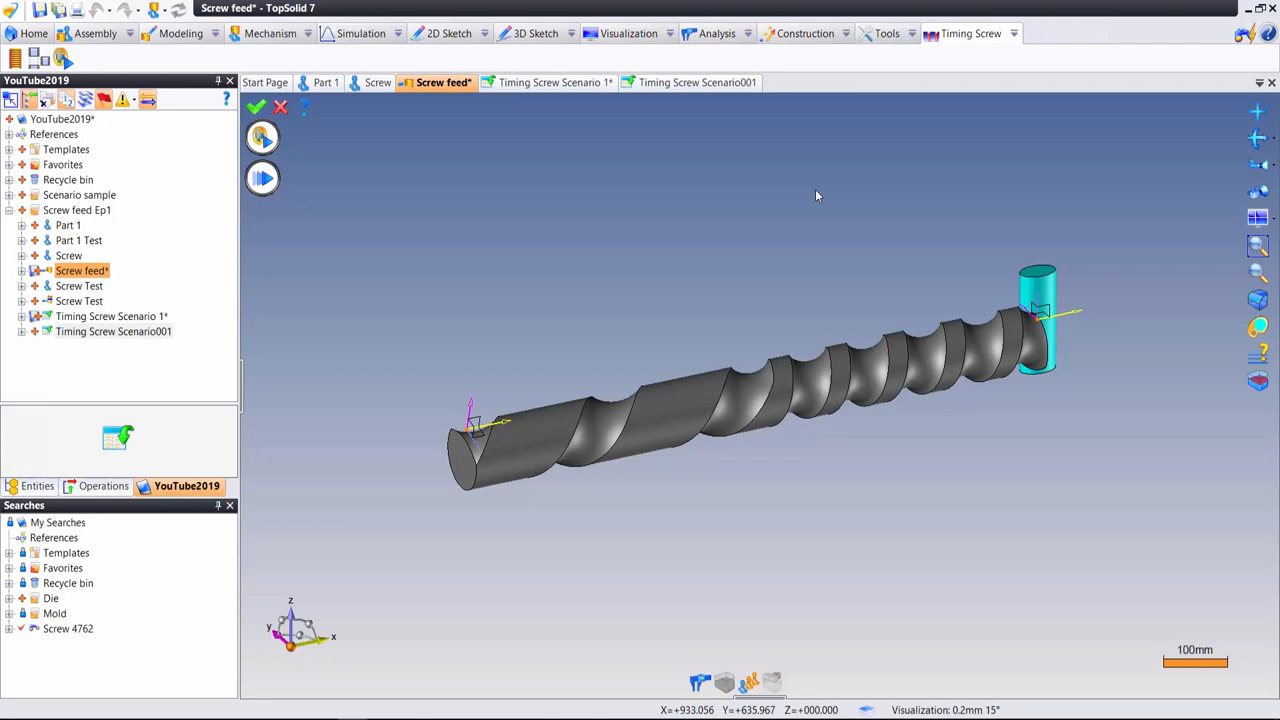 Screw feed* - TopSolid 7
Home
Assembly
Modeling
Mechanism
Simulation
2D Sketch
3D Sketch
Visualization
Analysis
Construction
Tools
Timing Screw
YouTube2019
Start Page
Part 1
Screw
Screw feed*
Timing Screw Scenario 1*
Timing Screw Scenario001
YouTube2019*
References
Templates
Favorites
Recycle bin
Scenario sample
Screw feed Ep1
Part 1
Part 1 Test
Screw
Screw feed*
Screw Test
Screw Test
Timing Screw Scenario 1*
Timing Screw Scenario001
Entities
Operations
YouTube2019
Searches
My Searches
References
Templates
Favorites
Recycle bin
Die
Mold
Screw 4762
z
y
x
100mm
X=+933.056 Y=+635.967 Z=+000.000
Visualization: 0.2mm 15°